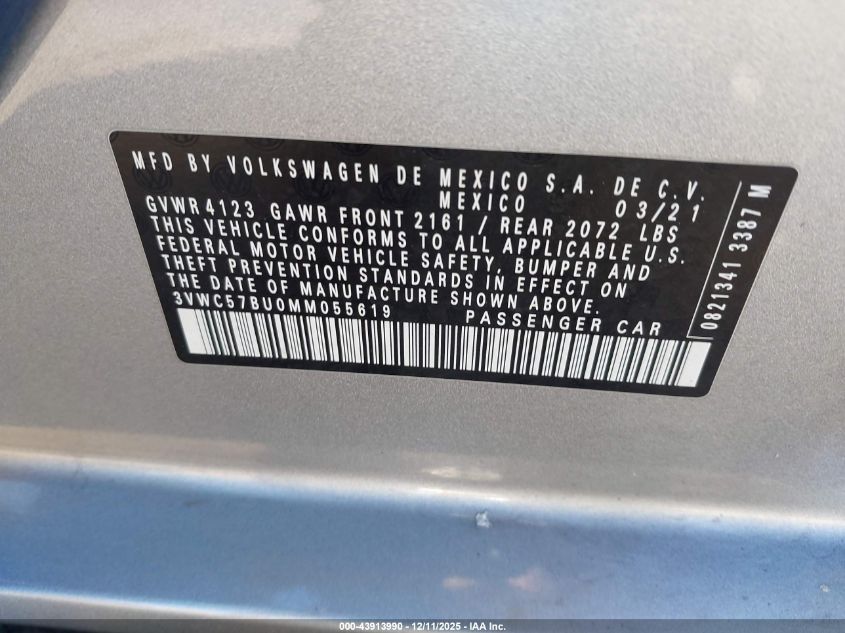 MFD BY VOLKSWAGEN DE MEXICO S.A. DE C.V.
MEXICO 03/21
GVWR 4123 GAWR FRONT 2161 / REAR 2072 LBS
THIS VEHICLE CONFORMS TO ALL APPLICABLE U.S.
FEDERAL MOTOR VEHICLE SAFETY, BUMPER AND
THEFT PREVENTION STANDARDS IN EFFECT ON
THE DATE OF MANUFACTURE SHOWN ABOVE.
3VWC57BU0MM055619 PASSENGER CAR
0821341 3387 M
000-43913990 - 12/11/2025 - IAA Inc.